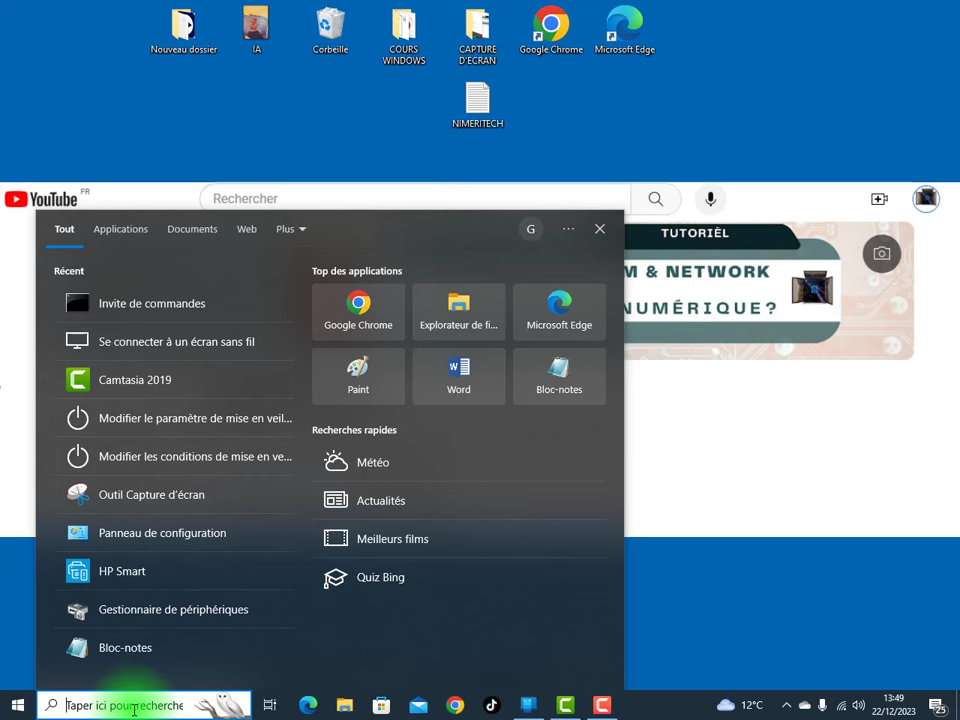 Nouveau dossier
IA
Corbeille
COURS
WINDOWS
CAPTURE
D'ECRAN
Google Chrome
Microsoft Edge
NIMERITECH
YouTube FR
Rechercher
TUTORIEL
M & NETWORK
NUMÉRIQUE?
Tout
Applications
Documents
Web
Plus
G
Récent
Invite de commandes
Se connecter à un écran sans fil
Camtasia 2019
Modifier le paramètre de mise en veil...
Modifier les conditions de mise en ve...
Outil Capture d'écran
Panneau de configuration
HP Smart
Gestionnaire de périphériques
Bloc-notes
Top des applications
Google Chrome
Explorateur de fi...
Microsoft Edge
Paint
Word
Bloc-notes
Recherches rapides
Météo
Actualités
Meilleurs films
Quiz Bing
Taper ici pour recherche
12°C
13:49
22/12/2023
25